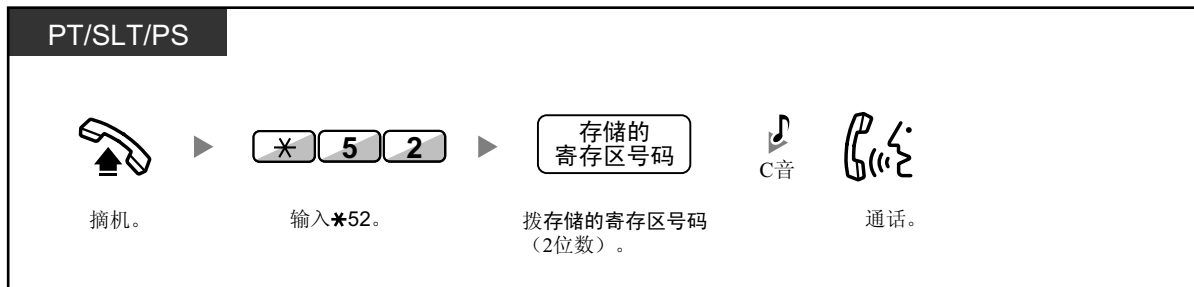 PT/SLT/PS
* 5 2
存储的
寄存区号码
C音
摘机。
输入*52。
拨存储的寄存区号码
（2位数）。
通话。